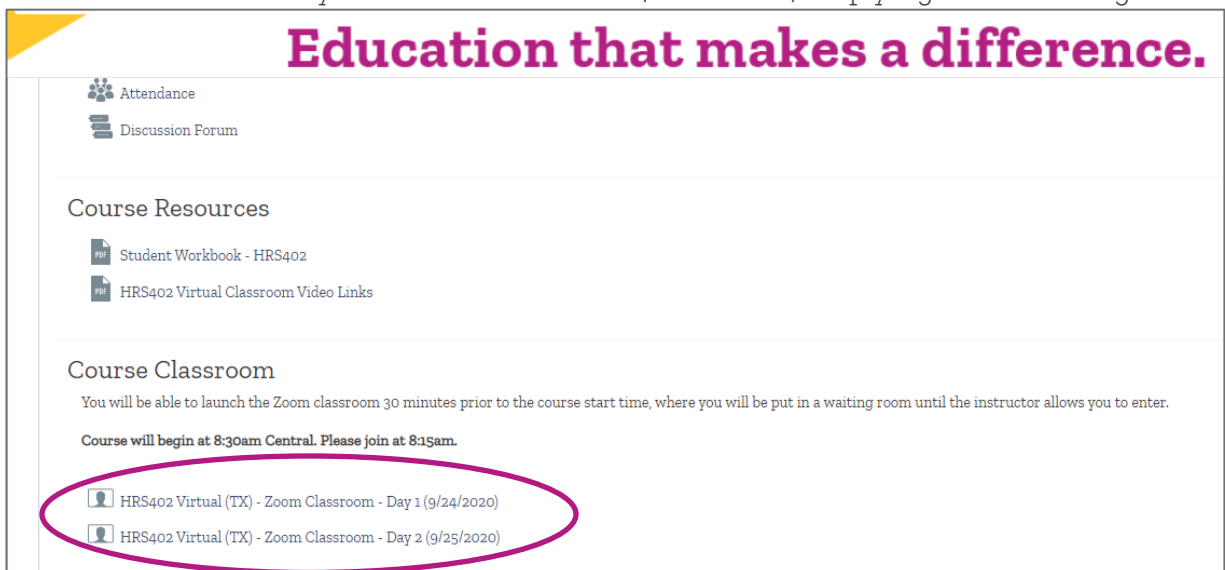 Education that makes a difference.
Attendance
Discussion Forum
Course Resources
PDF Student Workbook - HRS402
PDF HRS402 Virtual Classroom Video Links
Course Classroom
You will be able to launch the Zoom classroom 30 minutes prior to the course start time, where you will be put in a waiting room until the instructor allows you to enter.
Course will begin at 8:30am Central. Please join at 8:15am.
HRS402 Virtual (TX) - Zoom Classroom - Day 1 (9/24/2020)
HRS402 Virtual (TX) - Zoom Classroom - Day 2 (9/25/2020)